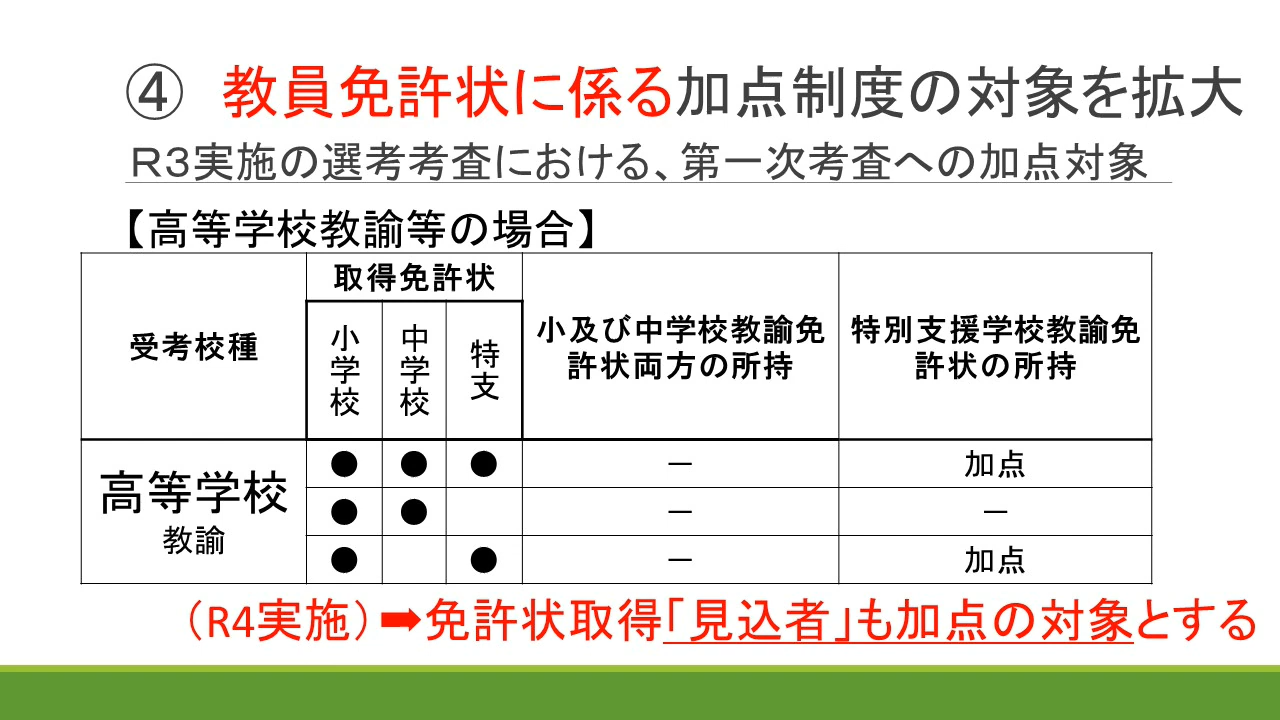 ④　教員免許状に係る加点制度の対象を拡大
Ｒ３実施の選考考査における、第一次考査への加点対象
【高等学校教諭等の場合】
受考校種
取得免許状
小学校
中学校
特支
小及び中学校教諭免
許状両方の所持
特別支援学校教諭免
許状の所持
高等学校
教諭
● ● ● － 加点
● ● － －
● ● － 加点
（R4実施）➡免許状取得「見込者」も加点の対象とする